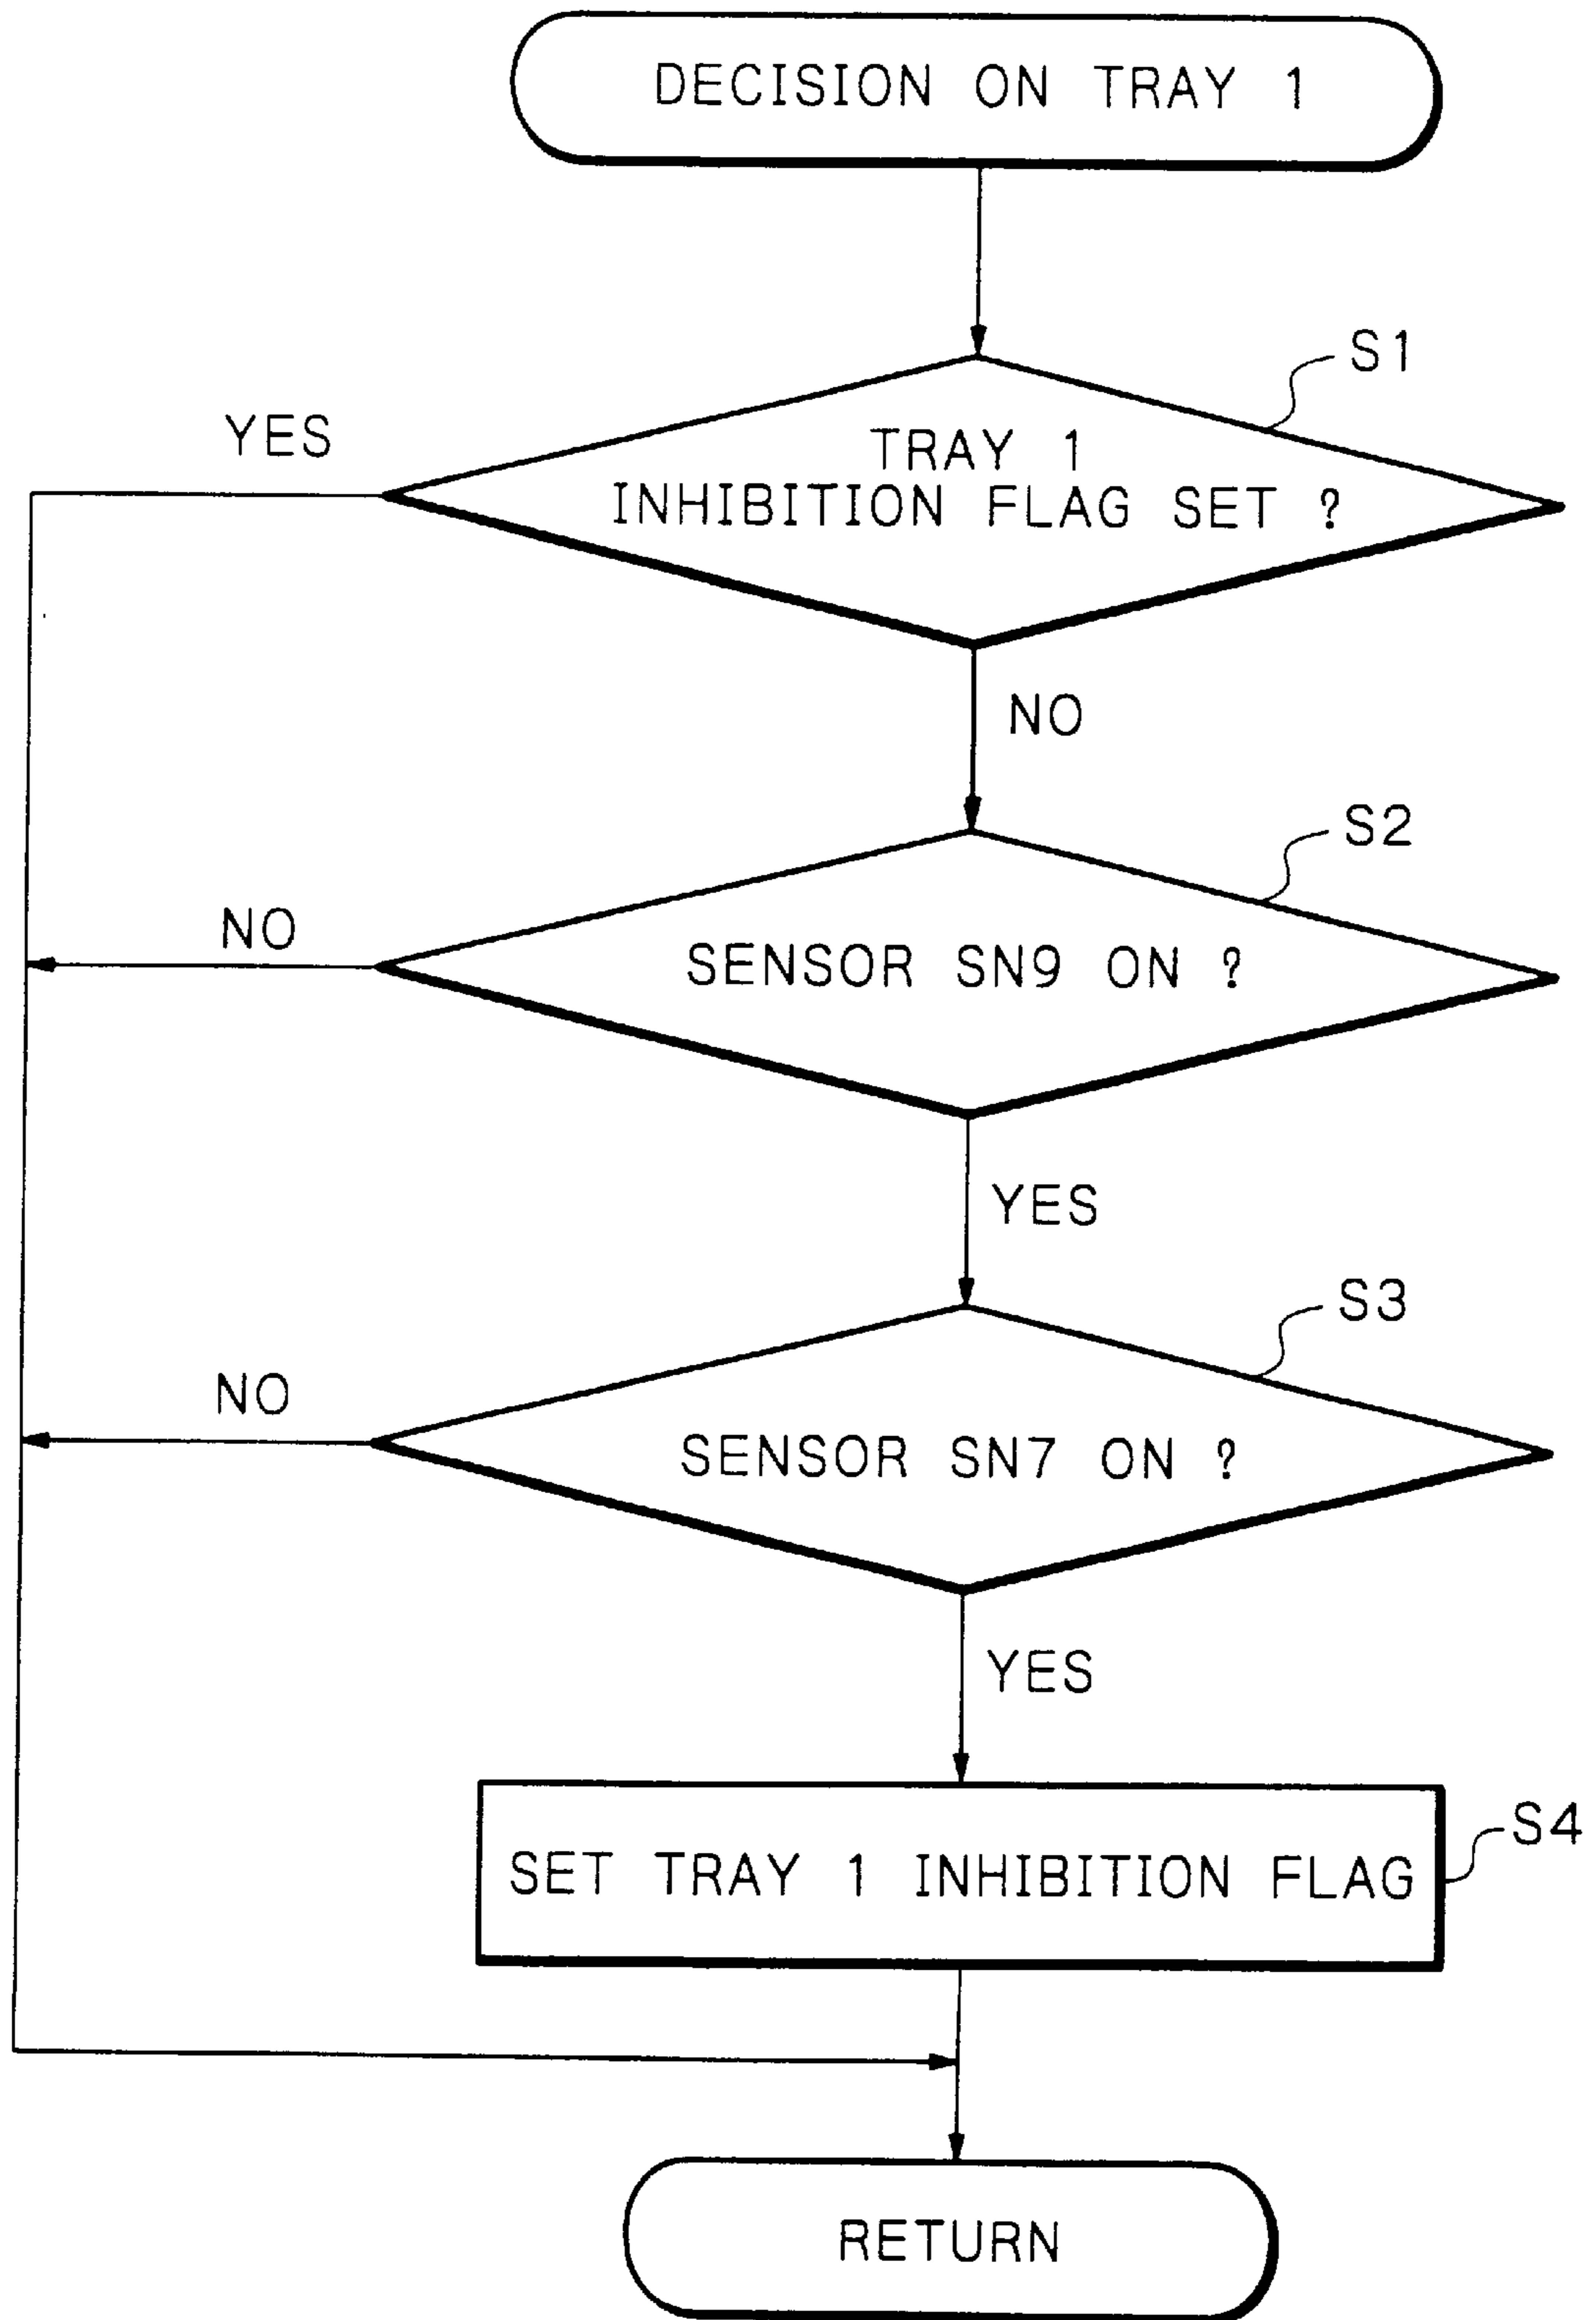 DECISION ON TRAY 1
S1
YES
TRAY 1
INHIBITION FLAG SET ?
NO
S2
NO
SENSOR SN9 ON ?
YES
S3
NO
SENSOR SN7 ON ?
YES
S4
SET TRAY 1 INHIBITION FLAG
RETURN